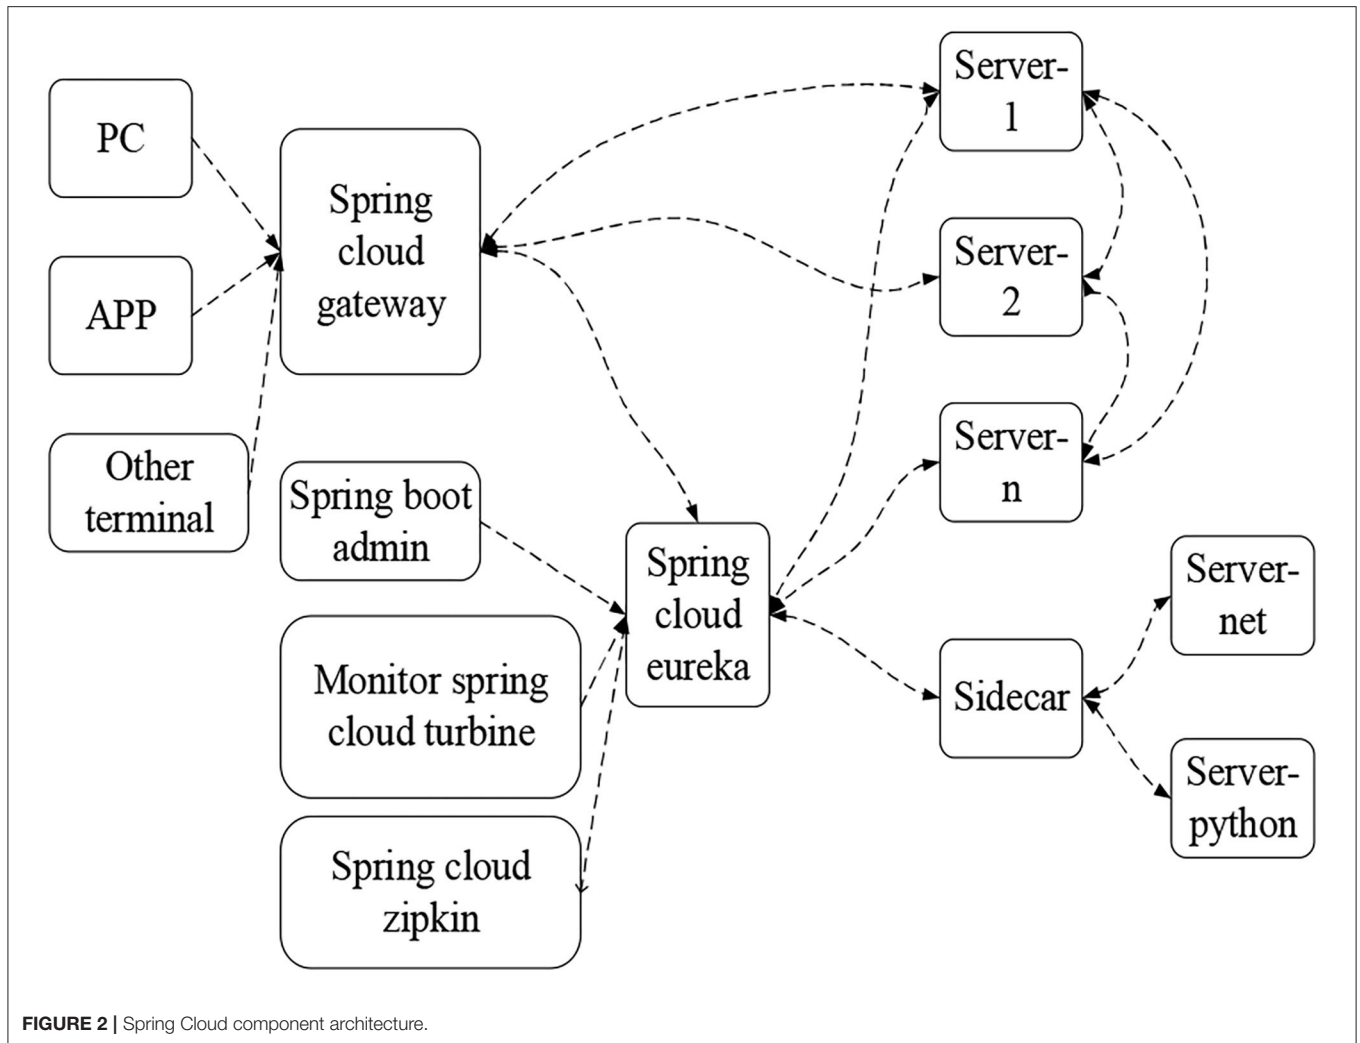 PC
APP
Other
terminal
Spring
cloud
gateway
Spring boot
admin
Monitor spring
cloud turbine
Spring cloud
zipkin
Spring
cloud
eureka
Server-
1
Server-
2
Server-
n
Sidecar
Server-
net
Server-
python
FIGURE 2 | Spring Cloud component architecture.